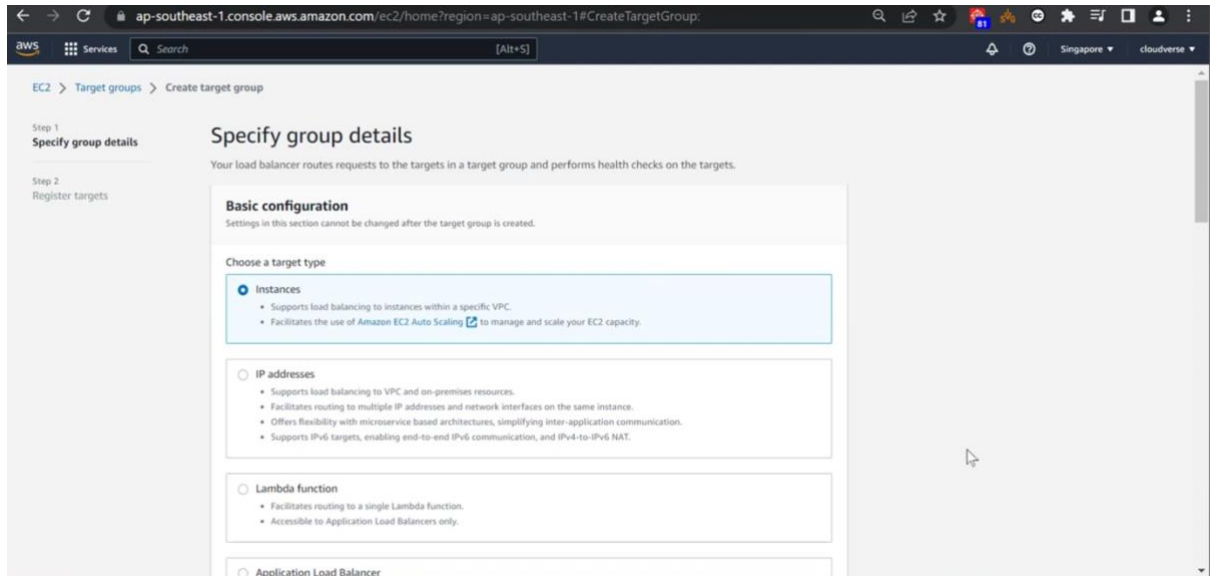 ap-southeast-1.console.aws.amazon.com/ec2/home?region=ap-southeast-1#CreateTargetGroup:
81
aws
Services
Search
[Alt+S]
Singapore
cloudverse
EC2 > Target groups > Create target group
Step 1
Specify group details
Step 2
Register targets
Specify group details
Your load balancer routes requests to the targets in a target group and performs health checks on the targets.
Basic configuration
Settings in this section cannot be changed after the target group is created.
Choose a target type
Instances
• Supports load balancing to instances within a specific VPC.
• Facilitates the use of Amazon EC2 Auto Scaling to manage and scale your EC2 capacity.
IP addresses
• Supports load balancing to VPC and on-premises resources.
• Facilitates routing to multiple IP addresses and network interfaces on the same instance.
• Offers flexibility with microservice based architectures, simplifying inter-application communication.
• Supports IPv6 targets, enabling end-to-end IPv6 communication, and IPv4-to-IPv6 NAT.
Lambda function
• Facilitates routing to a single Lambda function.
• Accessible to Application Load Balancers only.
Application Load Balancer